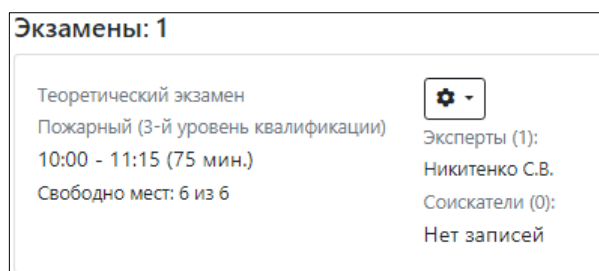 Экзамены: 1
Теоретический экзамен
Пожарный (3-й уровень квалификации)
10:00 - 11:15 (75 мин.)
Свободно мест: 6 из 6
Эксперты (1):
Никитенко С.В.
Соискатели (0):
Нет записей